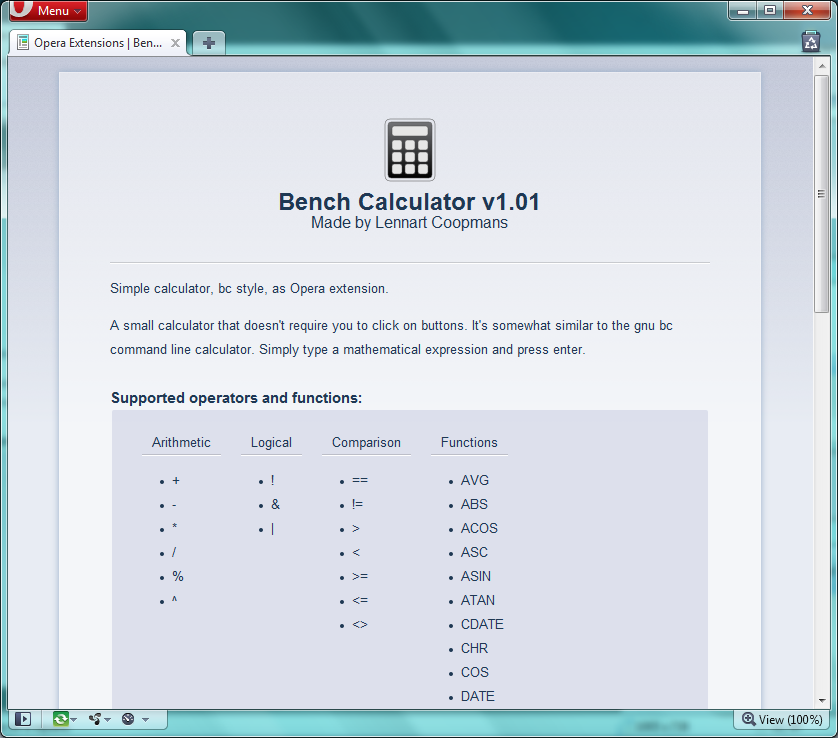 Menu
Opera Extensions | Ben...
Bench Calculator v1.01
Made by Lennart Coopmans
Simple calculator, bc style, as Opera extension.
A small calculator that doesn't require you to click on buttons. It's somewhat similar to the gnu bc
command line calculator. Simply type a mathematical expression and press enter.
Supported operators and functions:
Arithmetic Logical Comparison Functions
+ ! == AVG
- & != ABS
* | > ACOS
/ < ASC
% >= ASIN
^ <= ATAN
<> CDATE
CHR
COS
DATE
View (100%)